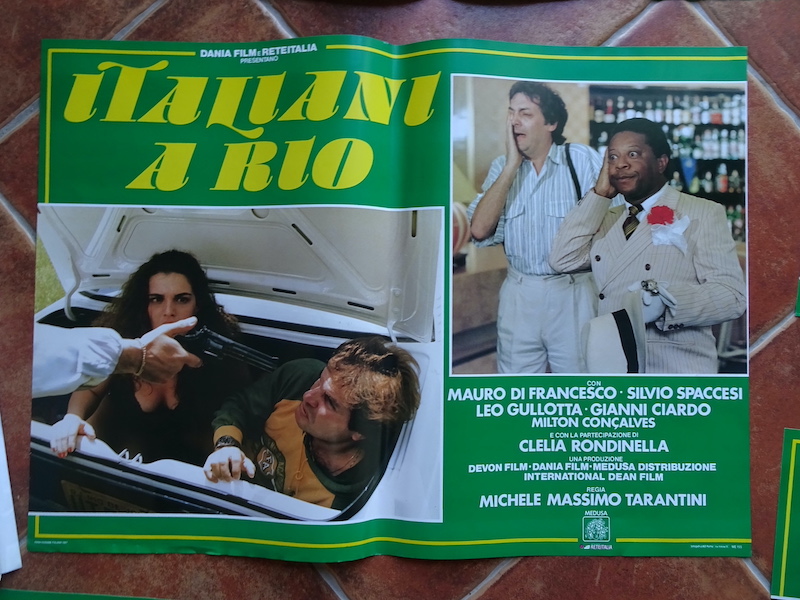 DANIA FILM E RETEITALIA
PRESENTANO
ITALIANI
A RIO
CON
MAURO DI FRANCESCO · SILVIO SPACCESI
LEO GULLOTTA · GIANNI CIARDO
MILTON GONÇALVES
E CON LA PARTECIPAZIONE DI
CLELIA RONDINELLA
UNA PRODUZIONE
DEVON FILM · DANIA FILM · MEDUSA DISTRIBUZIONE
INTERNATIONAL DEAN FILM
REGIA
MICHELE MASSIMO TARANTINI
MEDUSA
RETEITALIA